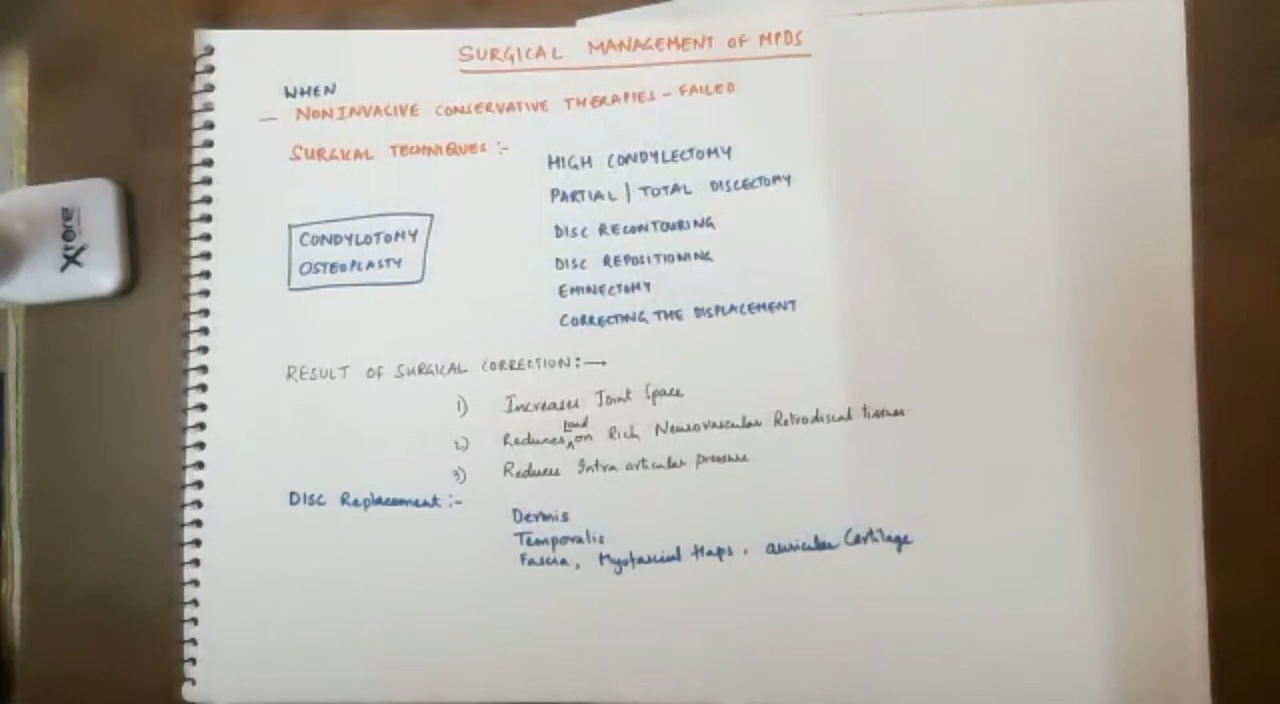 SURGICAL MANAGEMENT OF MPDS
WHEN
- NONINVASIVE CONSERVATIVE THERAPIES - FAILED
SURGICAL TECHNIQUES :-
HIGH CONDYLECTOMY
PARTIAL | TOTAL DISCECTOMY
DISC RECONTOURING
DISC REPOSITIONING
EMINECTOMY
CORRECTING THE DISPLACEMENT
CONDYLOTOMY
OSTEOPLASTY
RESULT OF SURGICAL CORRECTION :→
1) Increases Joint Space
2) Reduces load on Rich Neurovascular Retrodiscal tissues
3) Reduces Intra articular pressure
DISC Replacement :-
Dermis
Temporalis
Fascia, Myofascial flaps, auricular Cartilage
Xtore